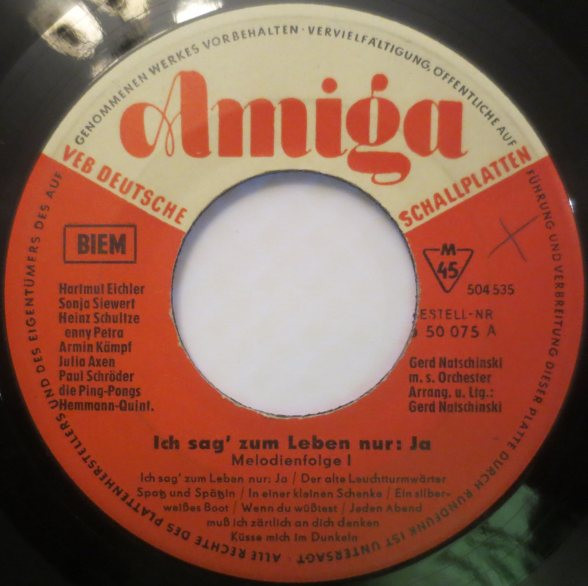 GENOMMENEN WERKES VORBEHALTEN · VERVIELFÄLTIGUNG, ÖFFENTLICHE AUF
FÜHRUNG UND VERBREITUNG DIESER PLATTE DURCH RUNDFUNK IST UNTERSAGT · ALLE RECHTE DES PLATTENHERSTELLERS UND DES EIGENTÜMERS DES AUF
Amiga
VEB DEUTSCHE
SCHALLPLATTEN
BIEM
M
45
504 535
Hartmut Eichler
Sonja Siewert
Heinz Schultze
enny Petra
Armin Kämpf
Julia Axen
Paul Schröder
die Ping-Pongs
Hemmann-Quint.
ESTELL-NR
50 075 A
Gerd Natschinski
m. s. Orchester
Arrang. u. Ltg.:
Gerd Natschinski
Ich sag' zum Leben nur: Ja
Melodienfolge I
Ich sag' zum Leben nur: Ja / Der alte Leuchtturmwärter
Spaß und Späßin / In einer kleinen Schenke / Ein silber-
weißes Boot / Wenn du wüßtest / Jeden Abend
muß ich zärtlich an dich denken
Küsse mich im Dunkeln